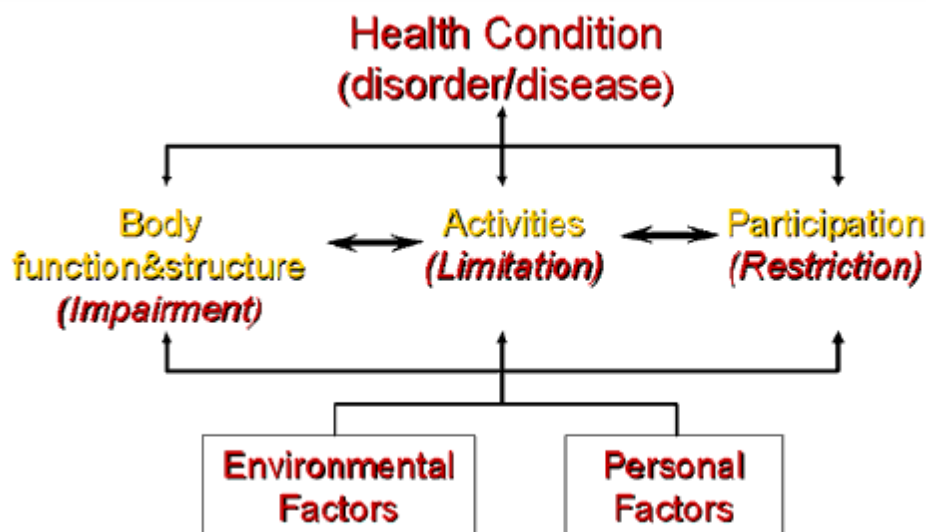 Health Condition
(disorder/disease)
Body
function&structure
(Impairment)
Activities
(Limitation)
Participation
(Restriction)
Environmental
Factors
Personal
Factors